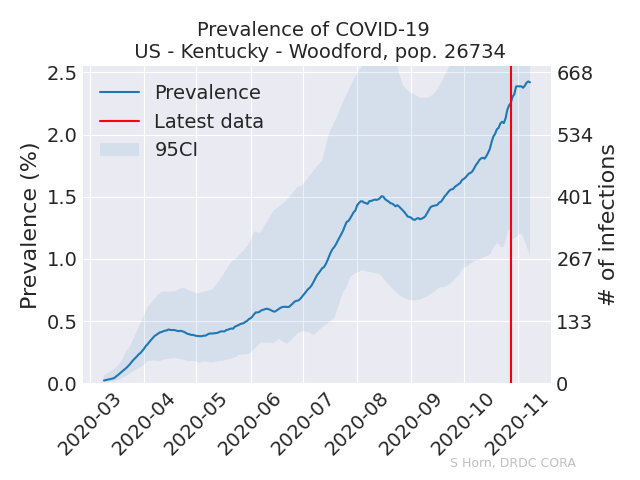 Prevalence of COVID-19
US - Kentucky - Woodford, pop. 26734
Prevalence
Latest data
95CI
Prevalence (%)
2.5
2.0
1.5
1.0
0.5
0.0
668
534
401
267
133
0
# of infections
2020-03
2020-04
2020-05
2020-06
2020-07
2020-08
2020-09
2020-10
2020-11
S Horn, DRDC CORA